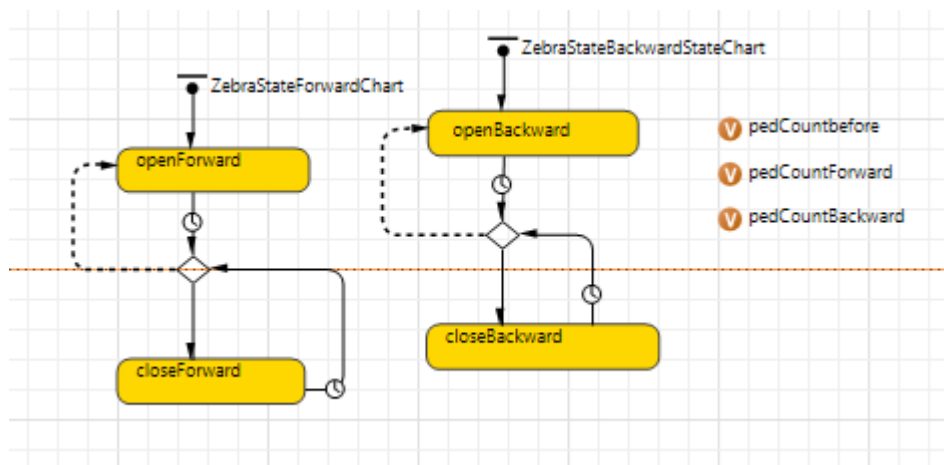 ZebraStateForwardChart
openForward
closeForward
ZebraStateBackwardStateChart
openBackward
closeBackward
V pedCountbefore
V pedCountForward
V pedCountBackward